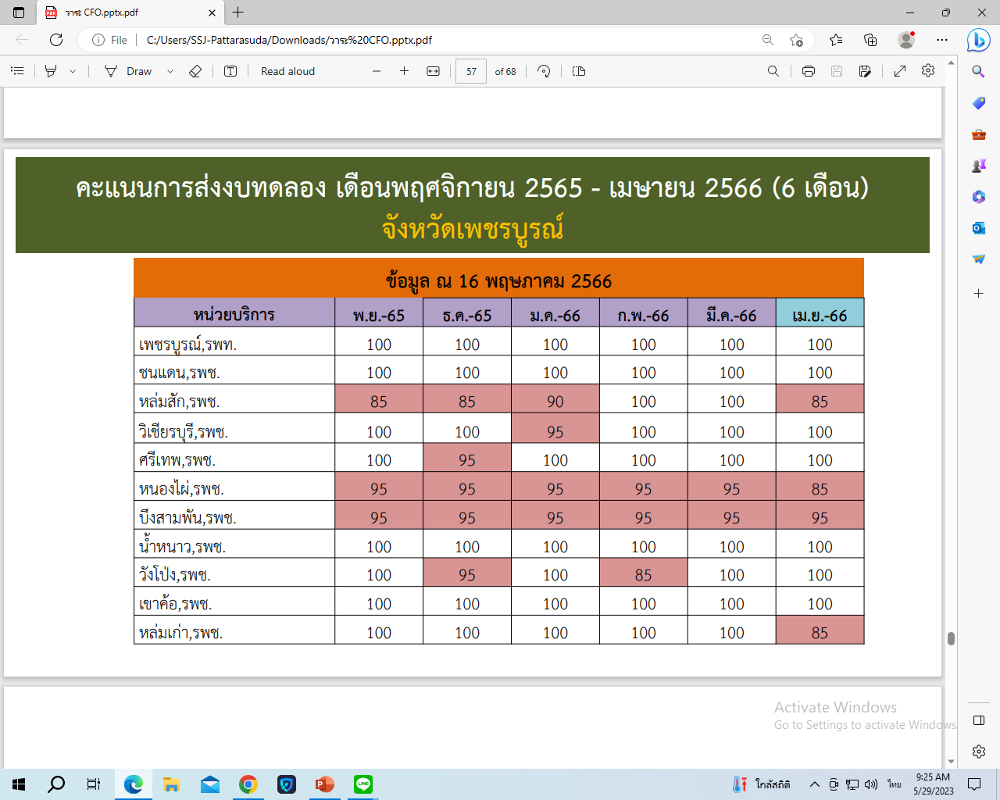 วาระ CFO.pptx.pdf
File C:/Users/SSJ-Pattarasuda/Downloads/วาระ%20CFO.pptx.pdf
Draw Read aloud 57 of 68
คะแนนการส่งงบทดลอง เดือนพฤศจิกายน 2565 - เมษายน 2566 (6 เดือน)
จังหวัดเพชรบูรณ์
ข้อมูล ณ 16 พฤษภาคม 2566
หน่วยบริการ พ.ย.-65 ธ.ค.-65 ม.ค.-66 ก.พ.-66 มี.ค.-66 เม.ย.-66
เพชรบูรณ์,รพท. 100 100 100 100 100 100
ชนแดน,รพช. 100 100 100 100 100 100
หล่มสัก,รพช. 85 85 90 100 100 85
วิเชียรบุรี,รพช. 100 100 95 100 100 100
ศรีเทพ,รพช. 100 95 100 100 100 100
หนองไผ่,รพช. 95 95 95 95 95 85
บึงสามพัน,รพช. 95 95 95 95 95 95
น้ำหนาว,รพช. 100 100 100 100 100 100
วังโป่ง,รพช. 100 95 100 85 100 100
เขาค้อ,รพช. 100 100 100 100 100 100
หล่มเก่า,รพช. 100 100 100 100 100 85
Activate Windows
Go to Settings to activate Windows.
ใกล้สถิติ ไทย 9:25 AM
5/29/2023